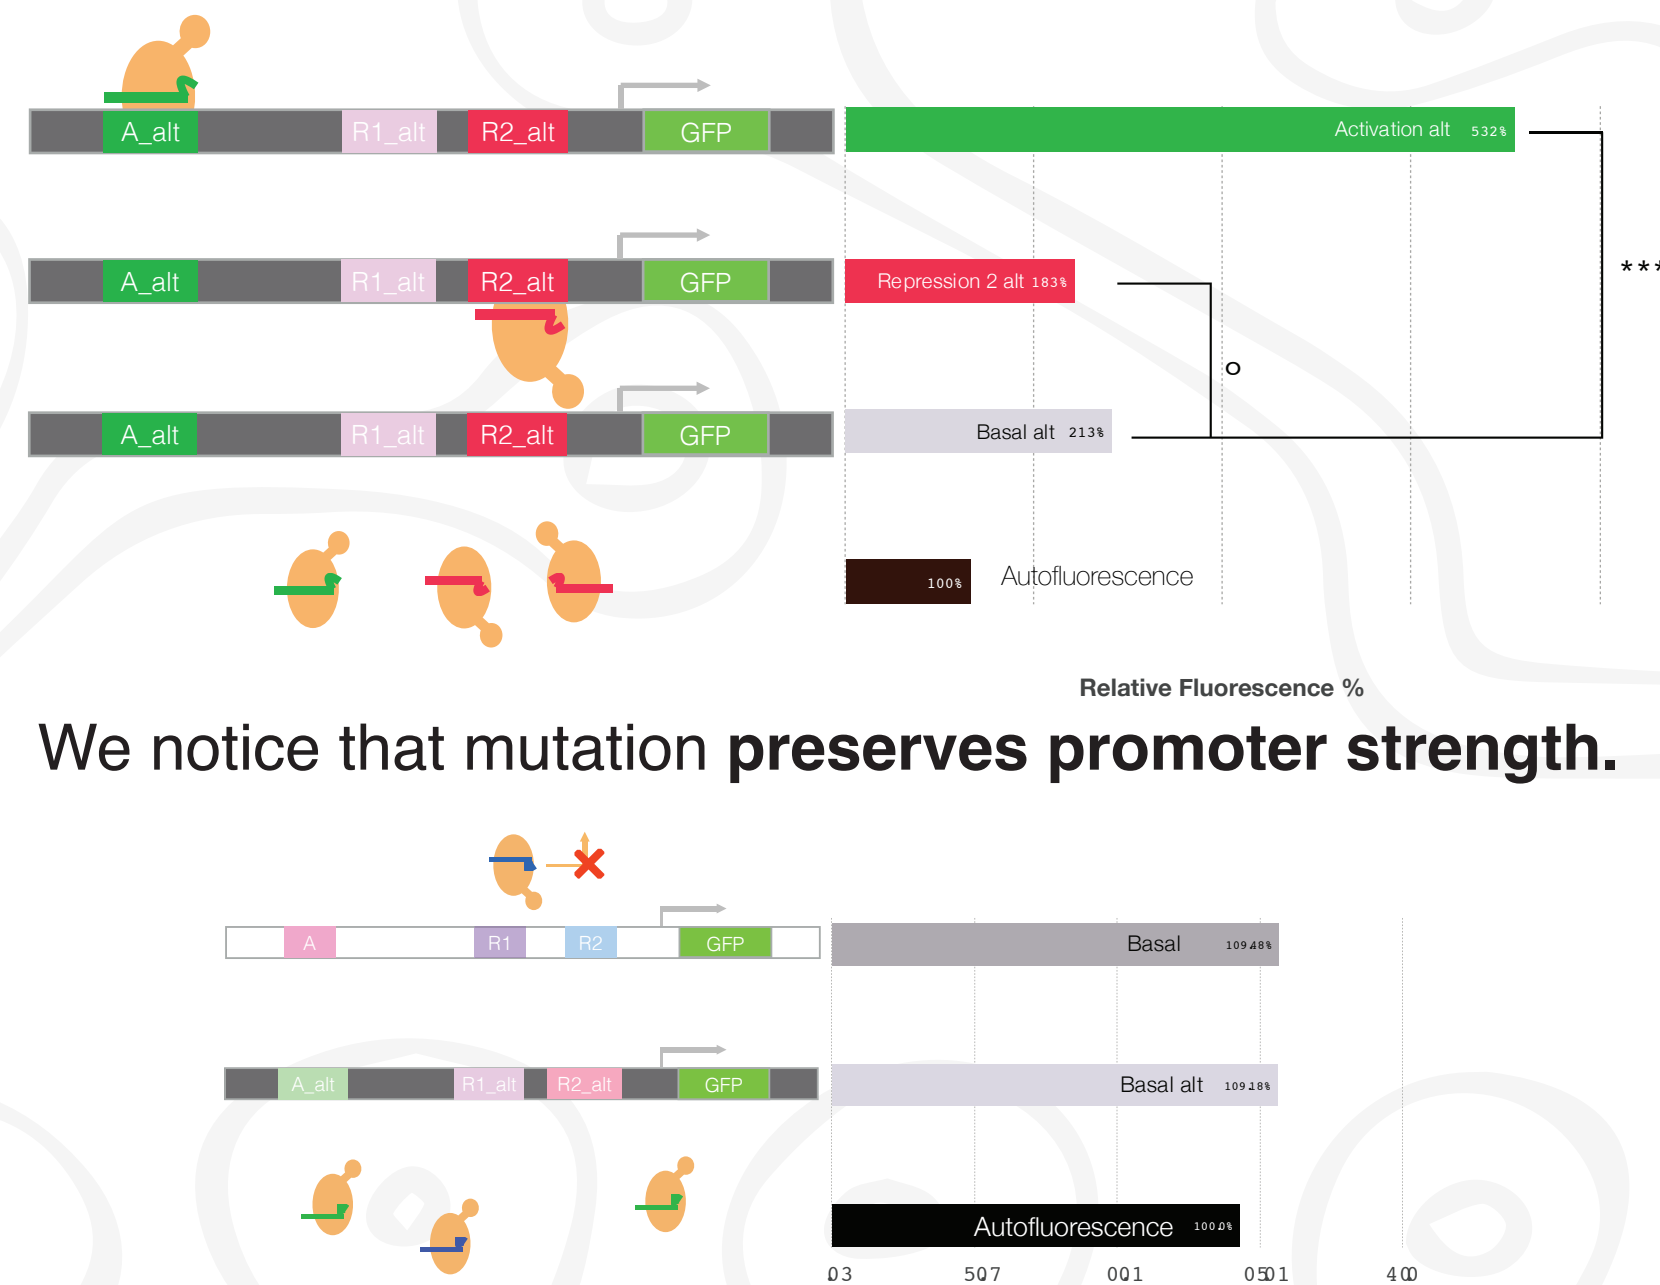 A_alt R1_alt R2_alt GFP Activation alt 532%
***
A_alt R1_alt R2_alt GFP Repression 2 alt 183%
o
A_alt R1_alt R2_alt GFP Basal alt 213%
100% Autofluorescence
Relative Fluorescence %
We notice that mutation preserves promoter strength.
A R1 R2 GFP Basal
A_alt R1_alt R2_alt GFP Basal alt
Autofluorescence